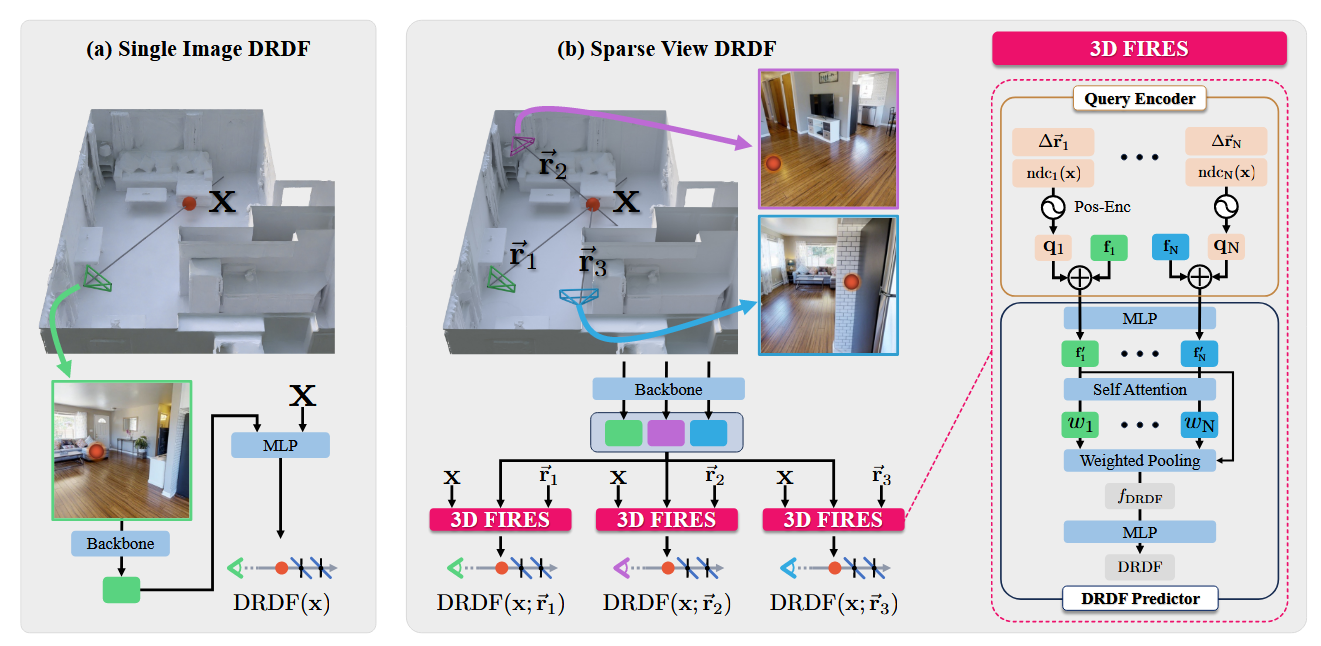 (a) Single Image DRDF
x
x
MLP
Backbone
DRDF(x)
(b) Sparse View DRDF
r⃗₂
x
r⃗₁
r⃗₃
Backbone
x r⃗₁ x r⃗₂ x r⃗₃
3D FIRES 3D FIRES 3D FIRES
DRDF(x; r⃗₁) DRDF(x; r⃗₂) DRDF(x; r⃗₃)
3D FIRES
Query Encoder
Δr⃗₁ ... Δr⃗N
ndc₁(x) ndcN(x)
Pos-Enc
q₁ f₁ fN qN
MLP
f′₁ ... f′N
Self Attention
w₁ ... wN
Weighted Pooling
fDRDF
MLP
DRDF
DRDF Predictor